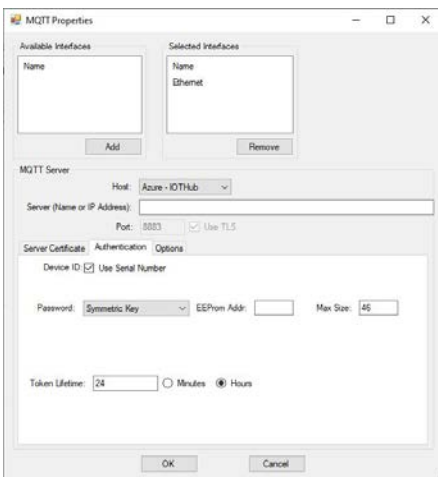 MQTT Properties
Available Interfaces
Name
Add
Selected Interfaces
Name
Ethernet
Remove
MQTT Server
Host: Azure - IOTHub
Server (Name or IP Address):
Port: 8883 Use TLS
Server Certificate Authentication Options
Device ID: Use Serial Number
Password: Symmetric Key EEProm Addr: Max Size: 46
Token Lifetime: 24 Minutes Hours
OK Cancel